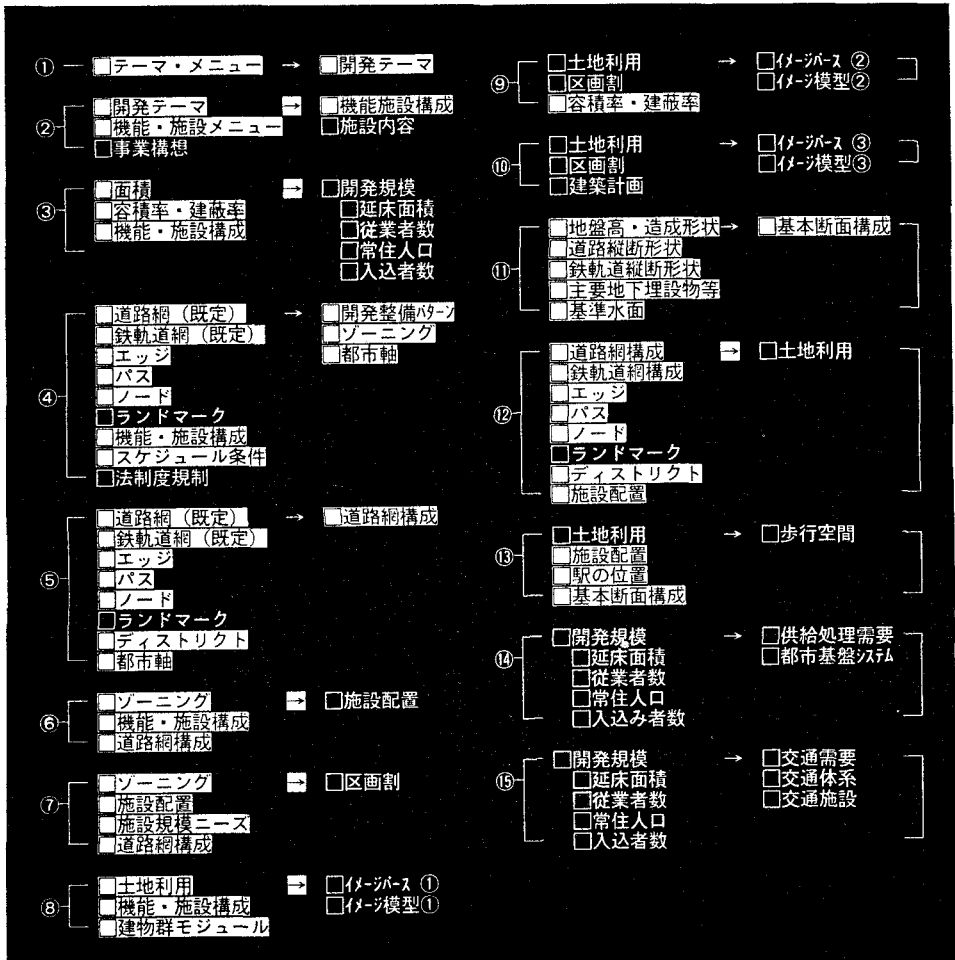 ① □テーマ・メニュー → □開発テーマ
② □開発テーマ → □機能施設構成
□機能・施設メニュー □施設内容
□事業構想
③ □面積 → □開発規模
□容積率・建蔽率 □延床面積
□機能・施設構成 □従業者数
□常住人口
□入込者数
④ □道路網（既定） → □開発整備パターン
□鉄軌道網（既定） □ゾーニング
□エッジ □都市軸
□パス
□ノード
□ランドマーク
□機能・施設構成
□スケジュール条件
□法制度規制
⑤ □道路網（既定） → □道路網構成
□鉄軌道網（既定）
□エッジ
□パス
□ノード
□ランドマーク
□ディストリクト
□都市軸
⑥ □ゾーニング → □施設配置
□機能・施設構成
□道路網構成
⑦ □ゾーニング → □区画割
□施設配置
□施設規模ニーズ
□道路網構成
⑧ □土地利用 → □イメージパース ①
□機能・施設構成 □イメージ模型①
□建物群モジュール
⑨ □土地利用 → □イメージパース ②
□区画割 □イメージ模型②
□容積率・建蔽率
⑩ □土地利用 → □イメージパース ③
□区画割 □イメージ模型③
□建築計画
⑪ □地盤高・造成形状 → □基本断面構成
□道路縦断形状
□鉄軌道縦断形状
□主要地下埋設物等
□基準水面
⑫ □道路網構成 → □土地利用
□鉄軌道網構成
□エッジ
□パス
□ノード
□ランドマーク
□ディストリクト
□施設配置
⑬ □土地利用 → □歩行空間
□施設配置
□駅の位置
□基本断面構成
⑭ □開発規模 → □供給処理需要
□延床面積 □都市基盤システム
□従業者数
□常住人口
□入込み者数
⑮ □開発規模 → □交通需要
□延床面積 □交通体系
□従業者数 □交通施設
□常住人口
□入込者数